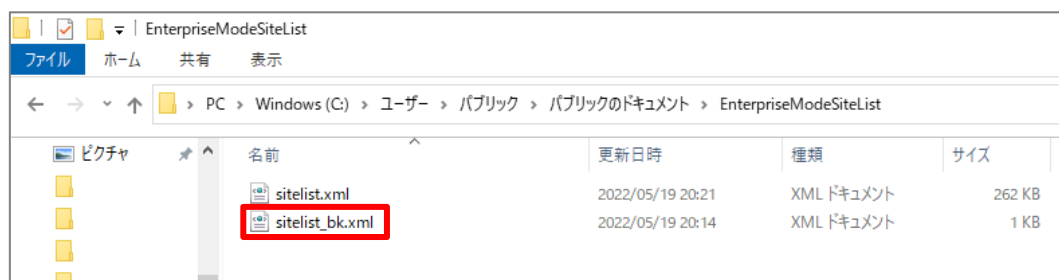 EnterpriseModeSiteList
ファイル ホーム 共有 表示
PC > Windows (C:) > ユーザー > パブリック > パブリックのドキュメント > EnterpriseModeSiteList
ピクチャ 名前 更新日時 種類 サイズ
sitelist.xml 2022/05/19 20:21 XML ドキュメント 262 KB
sitelist_bk.xml 2022/05/19 20:14 XML ドキュメント 1 KB